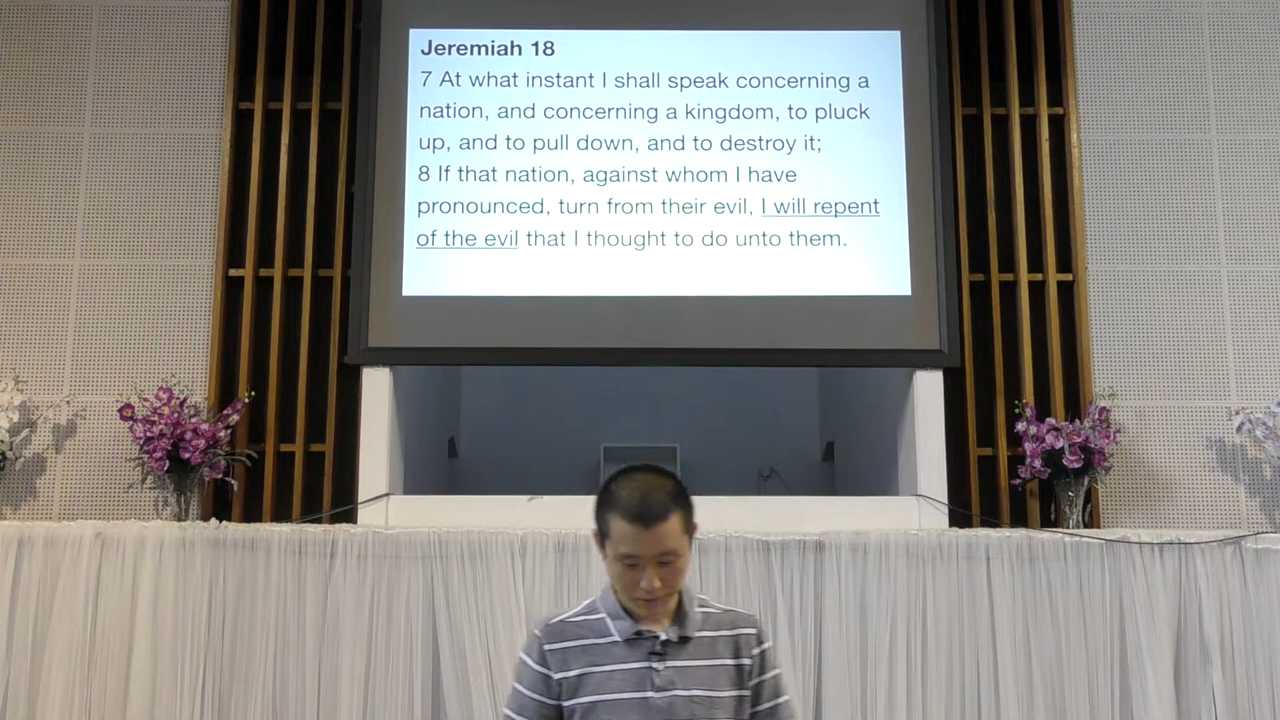 Jeremiah 18
7 At what instant I shall speak concerning a
nation, and concerning a kingdom, to pluck
up, and to pull down, and to destroy it;
8 If that nation, against whom I have
pronounced, turn from their evil, I will repent
of the evil that I thought to do unto them.